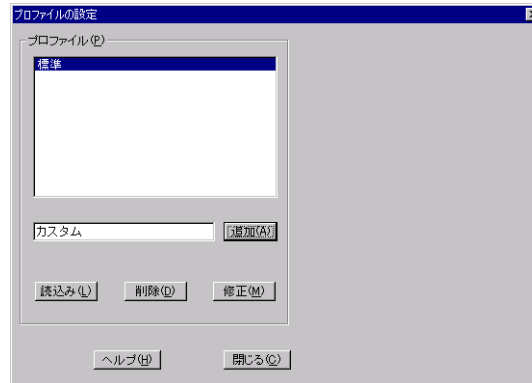 プロファイルの設定
プロファイル(P)
標準
カスタム
追加(A)
読込み(L)
削除(D)
修正(M)
ヘルプ(H)
閉じる(C)